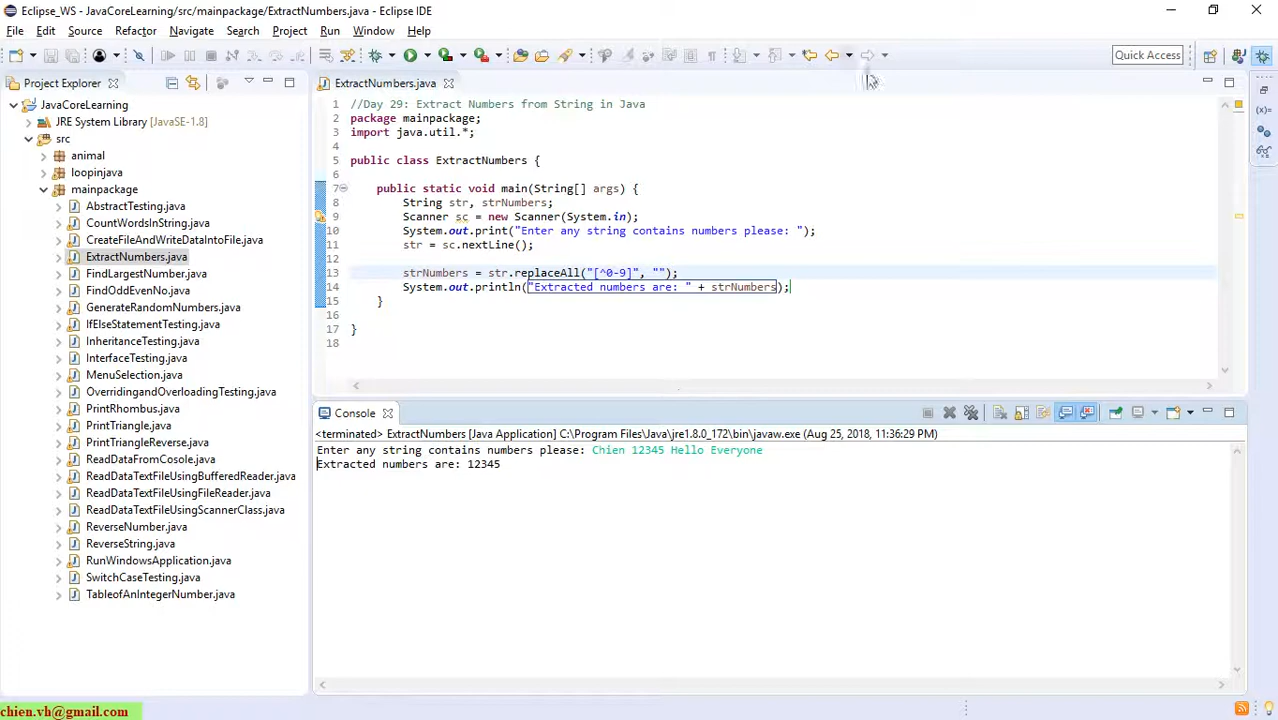 Eclipse_WS - JavaCoreLearning/src/mainpackage/ExtractNumbers.java - Eclipse IDE
File Edit Source Refactor Navigate Search Project Run Window Help
Quick Access
Project Explorer
ExtractNumbers.java
JavaCoreLearning
JRE System Library [JavaSE-1.8]
src
animal
loopinjava
mainpackage
AbstractTesting.java
CountWordsInString.java
CreateFileAndWriteDataIntoFile.java
ExtractNumbers.java
FindLargestNumber.java
FindOddEvenNo.java
GenerateRandomNumbers.java
IfElseStatementTesting.java
InheritanceTesting.java
InterfaceTesting.java
MenuSelection.java
OverridingandOverloadingTesting.java
PrintRhombus.java
PrintTriangle.java
PrintTriangleReverse.java
ReadDataFromCosole.java
ReadDataTextFileUsingBufferedReader.java
ReadDataTextFileUsingFileReader.java
ReadDataTextFileUsingScannerClass.java
ReverseNumber.java
ReverseString.java
RunWindowsApplication.java
SwitchCaseTesting.java
TableofAnIntegerNumber.java
1 //Day 29: Extract Numbers from String in Java
2 package mainpackage;
3 import java.util.*;
4
5 public class ExtractNumbers {
6
7 public static void main(String[] args) {
8 String str, strNumbers;
9 Scanner sc = new Scanner(System.in);
10 System.out.print("Enter any string contains numbers please: ");
11 str = sc.nextLine();
12
13 strNumbers = str.replaceAll("[^0-9]", "");
14 System.out.println("Extracted numbers are: " + strNumbers);
15 }
16
17 }
18
Console
<terminated> ExtractNumbers [Java Application] C:\Program Files\Java\jre1.8.0_172\bin\javaw.exe (Aug 25, 2018, 11:36:29 PM)
Enter any string contains numbers please: Chien 12345 Hello Everyone
Extracted numbers are: 12345
chien.vh@gmail.com